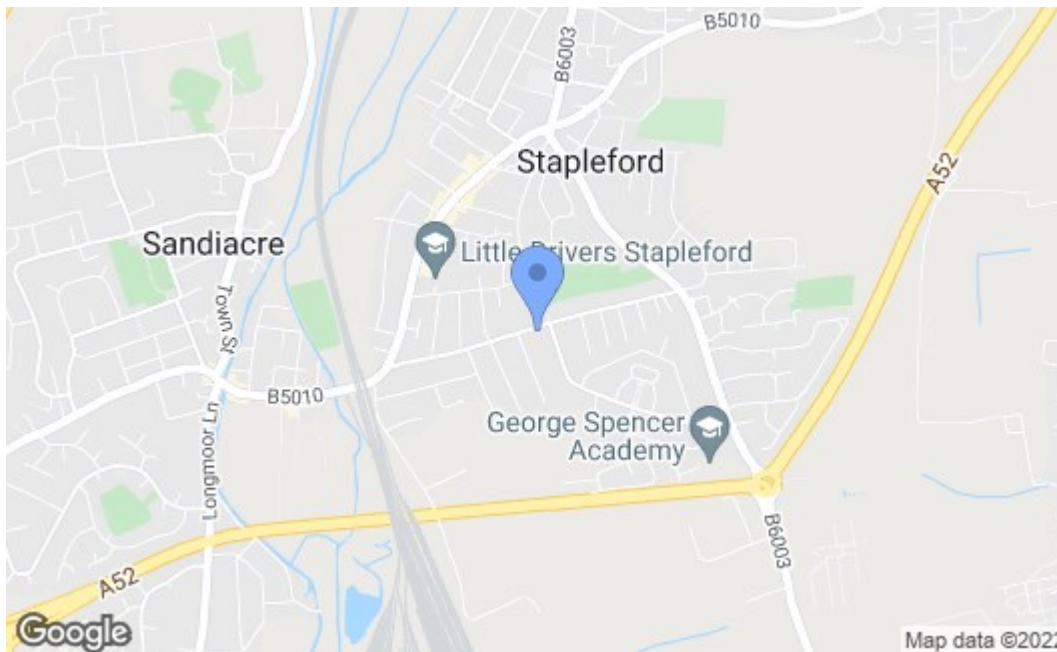 B5010
B6003
Stapleford
A52
Sandiacre
Little Drivers Stapleford
Town St
B5010
Longmoor Ln
George Spencer
Academy
B6003
A52
Google
Map data ©2022